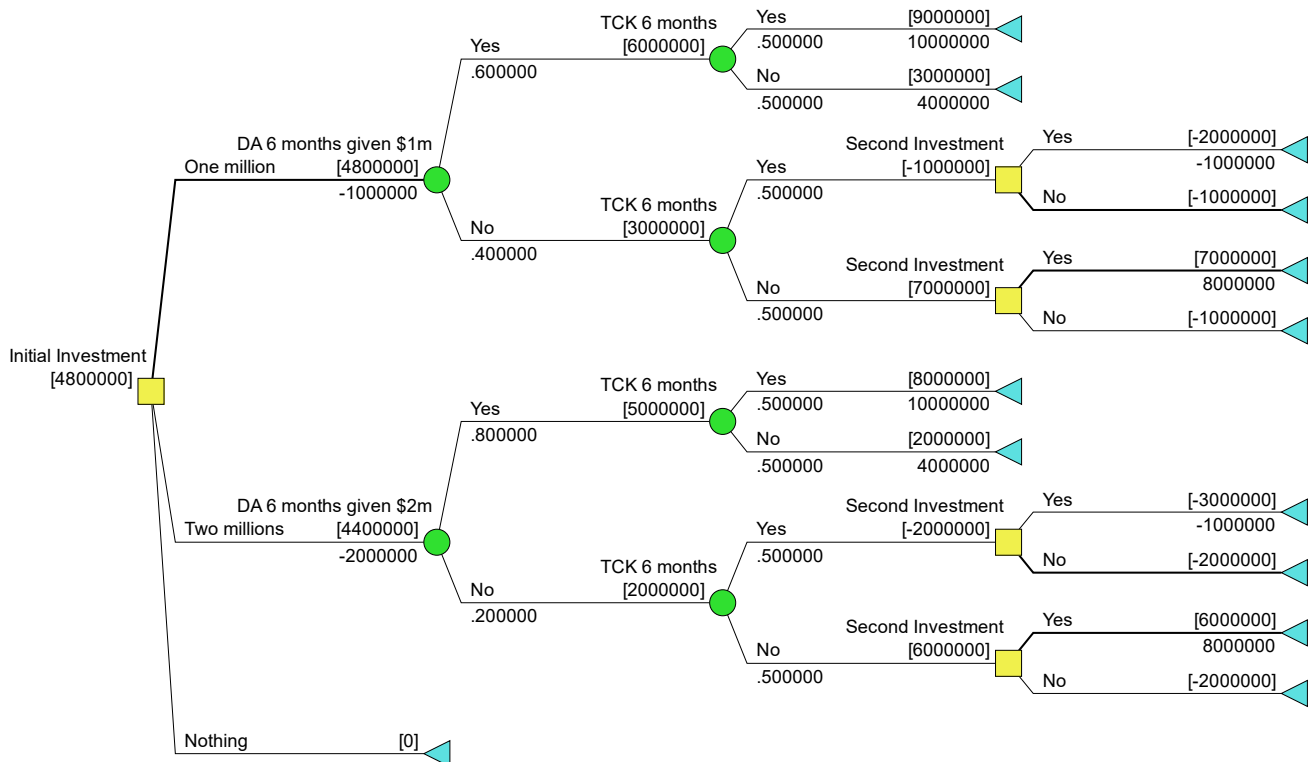 TCK 6 months
[6000000]
Yes
[9000000]
.500000
10000000
No
[3000000]
.500000
4000000
Yes
.600000
DA 6 months given $1m
One million
[4800000]
-1000000
No
.400000
TCK 6 months
[3000000]
Yes
.500000
Second Investment
[-1000000]
Yes
[-2000000]
-1000000
No
[-1000000]
No
.500000
Second Investment
[7000000]
Yes
[7000000]
8000000
No
[-1000000]
Initial Investment
[4800000]
TCK 6 months
[5000000]
Yes
[8000000]
.500000
10000000
No
[2000000]
.500000
4000000
Yes
.800000
DA 6 months given $2m
Two millions
[4400000]
-2000000
No
.200000
TCK 6 months
[2000000]
Yes
.500000
Second Investment
[-2000000]
Yes
[-3000000]
-1000000
No
[-2000000]
No
.500000
Second Investment
[6000000]
Yes
[6000000]
8000000
No
[-2000000]
Nothing
[0]